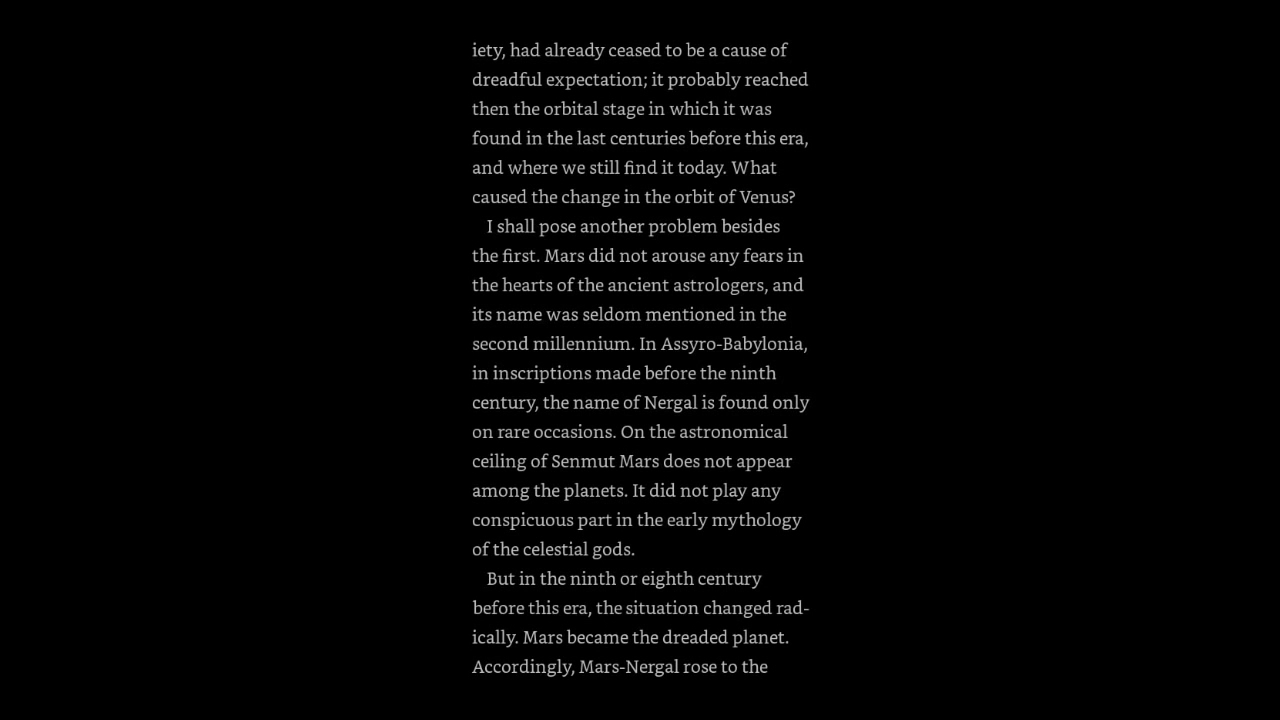 iety, had already ceased to be a cause of
dreadful expectation; it probably reached
then the orbital stage in which it was
found in the last centuries before this era,
and where we still find it today. What
caused the change in the orbit of Venus?
I shall pose another problem besides
the first. Mars did not arouse any fears in
the hearts of the ancient astrologers, and
its name was seldom mentioned in the
second millennium. In Assyro-Babylonia,
in inscriptions made before the ninth
century, the name of Nergal is found only
on rare occasions. On the astronomical
ceiling of Senmut Mars does not appear
among the planets. It did not play any
conspicuous part in the early mythology
of the celestial gods.
But in the ninth or eighth century
before this era, the situation changed rad-
ically. Mars became the dreaded planet.
Accordingly, Mars-Nergal rose to the